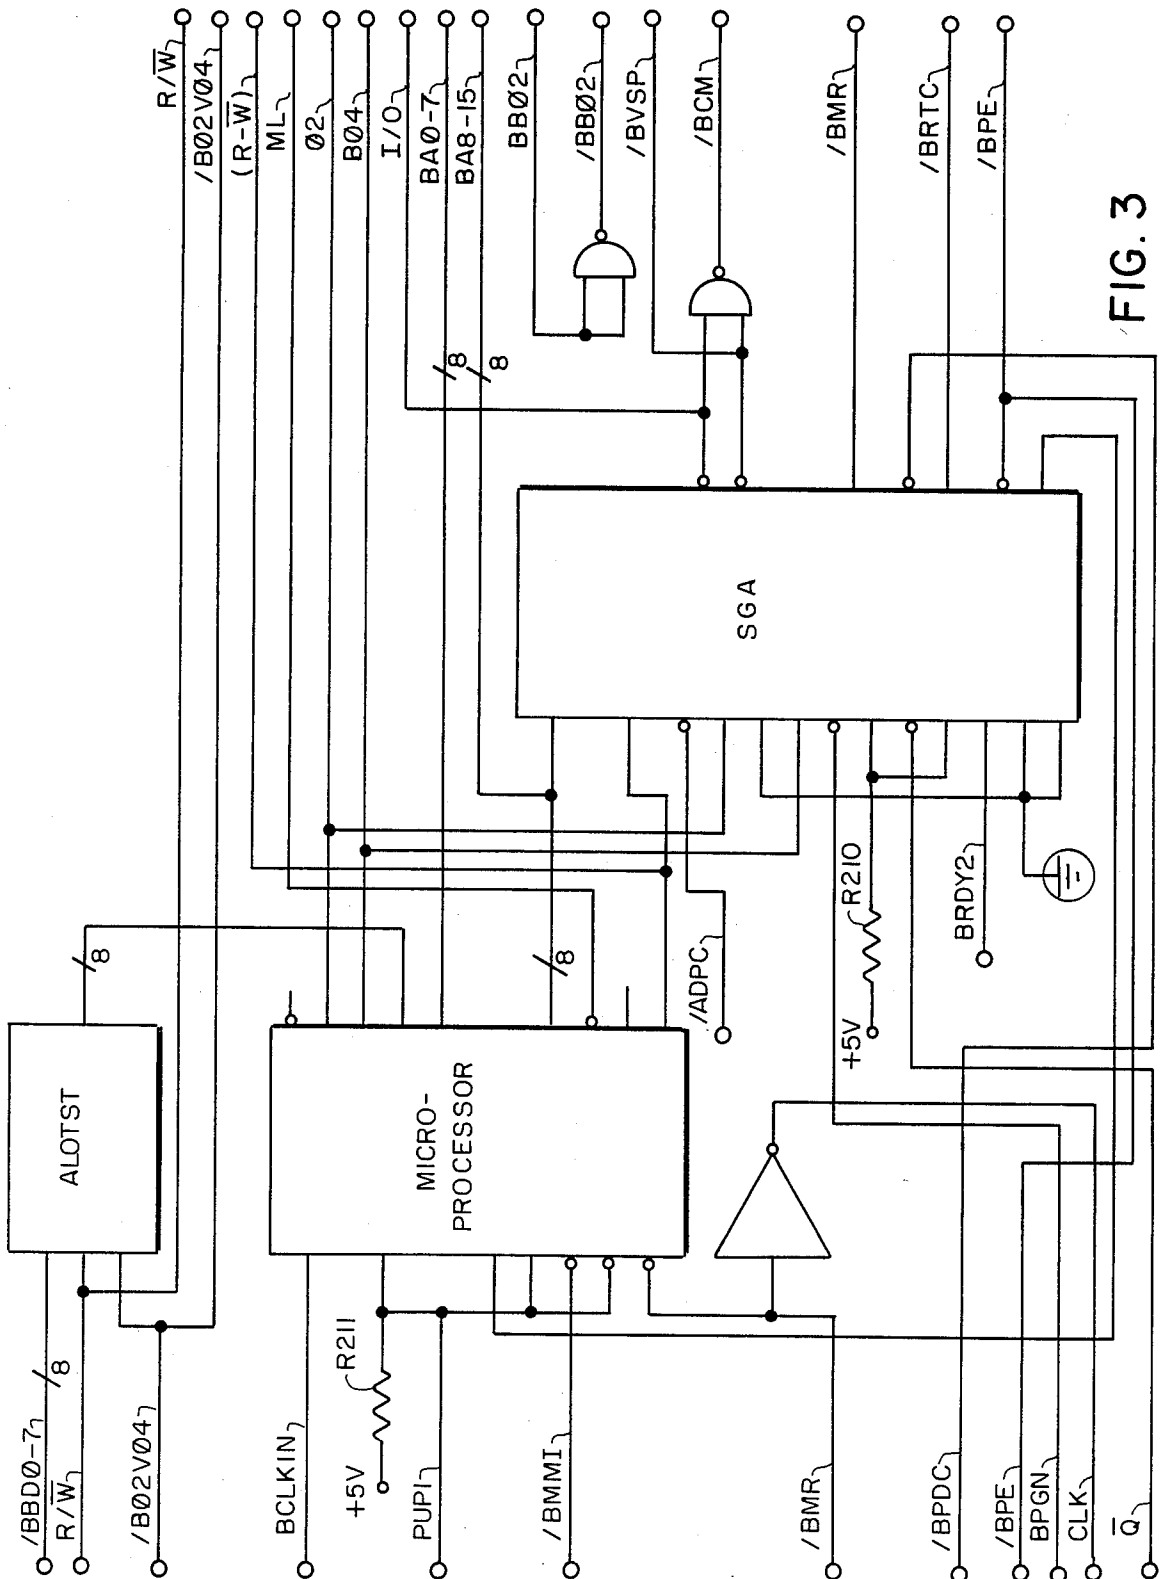 R/W̅
/BØ2VØ4
(R-W̅)
ML
Ø2
BØ4
I/O
BAØ-7
BA8-15
BBØ2
/BBØ2
/BVSP
/BCM
/BMR
/BRTC
/BPE
8
8
8
8
ALOTST
MICRO-
PROCESSOR
SGA
/ADPC
+5V
R210
BRDY2
/BBDØ-7
8
R/W̅
/BØ2VØ4
BCLKIN
+5V
R211
PUP1
/BMMI
/BMR
/BPDC
/BPE
BPGN
CLK
Q̅
FIG. 3